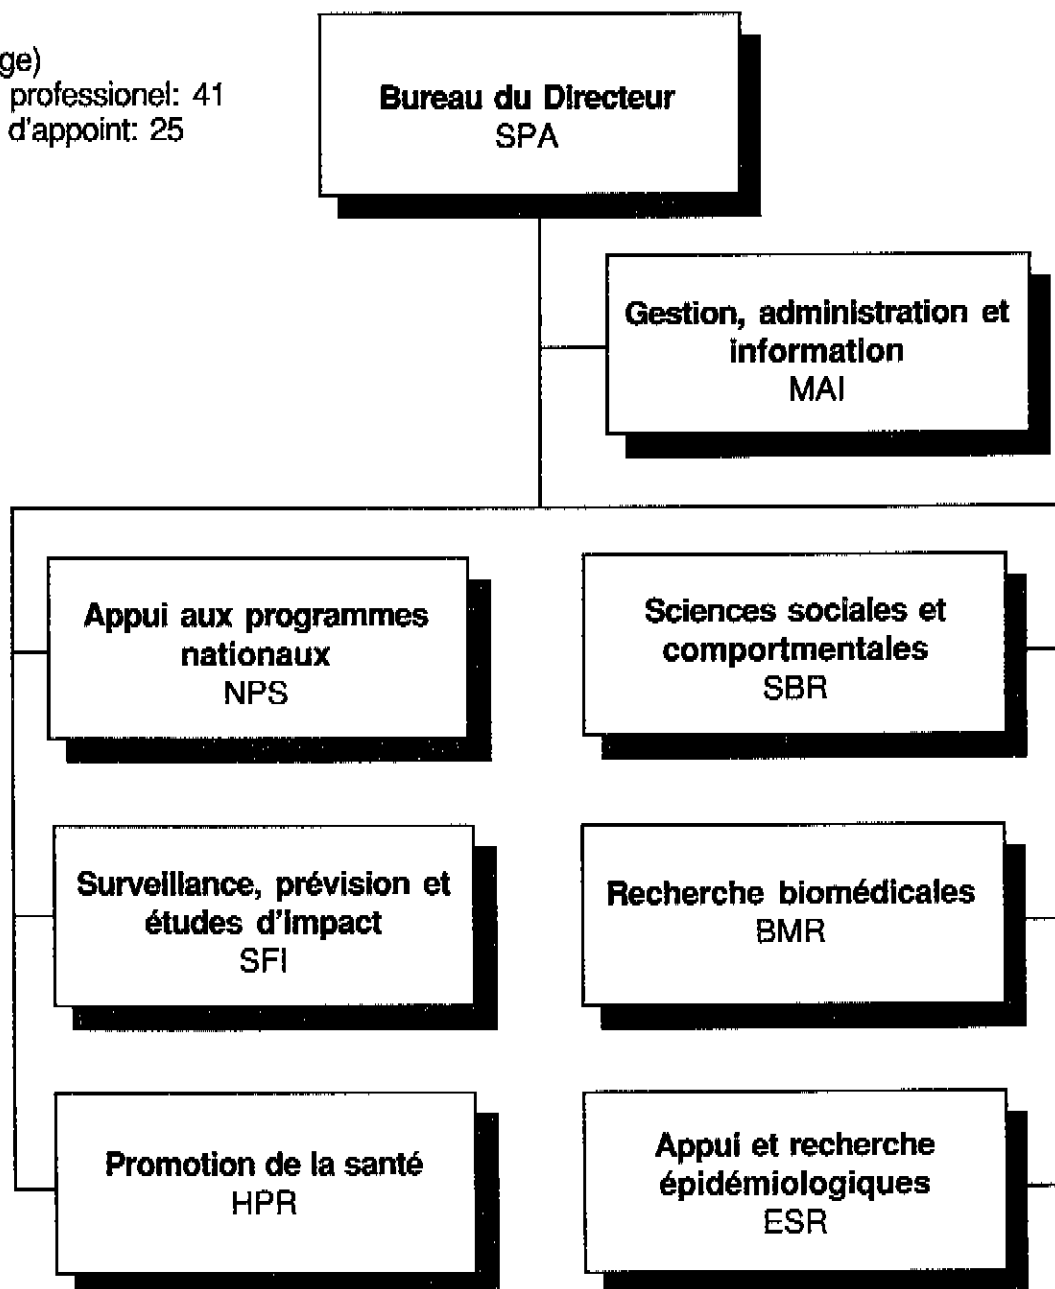 ge)
professionel: 41
d'appoint: 25
Bureau du Directeur
SPA
Gestion, administration et
information
MAI
Appui aux programmes
nationaux
NPS
Sciences sociales et
comportmentales
SBR
Surveillance, prévision et
études d'impact
SFI
Recherche biomédicales
BMR
Promotion de la santé
HPR
Appui et recherche
épidémiologiques
ESR